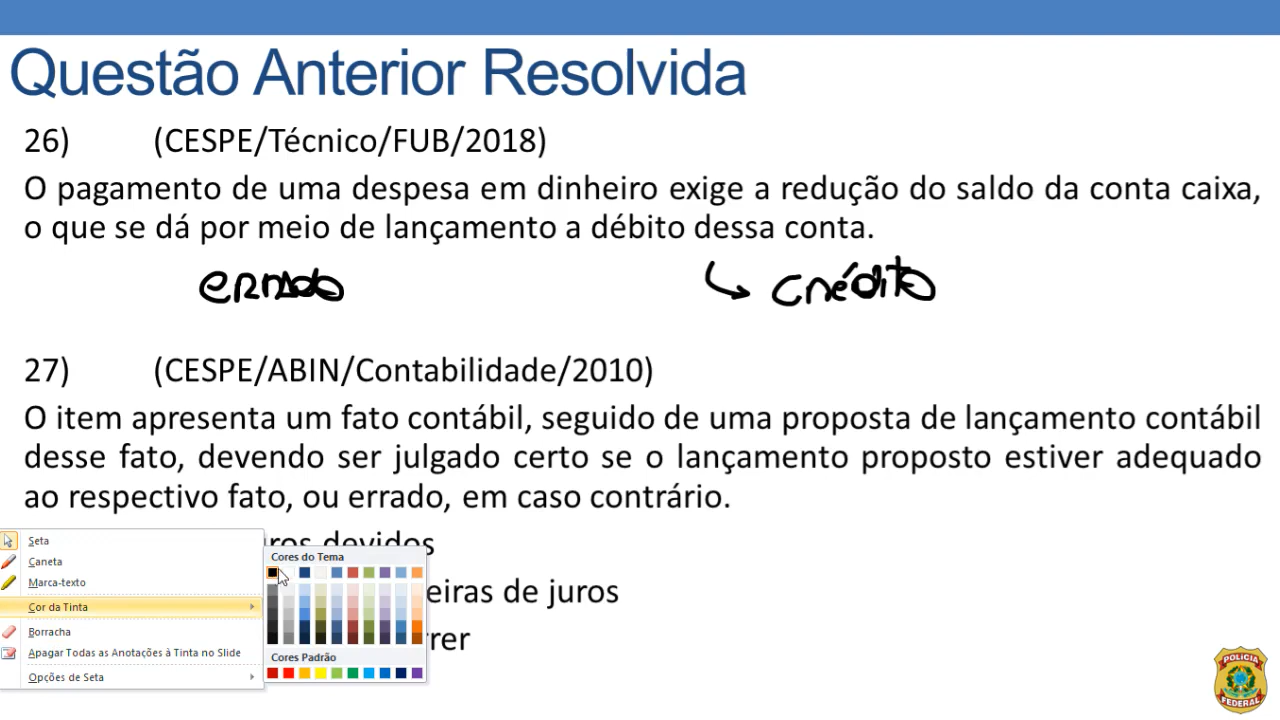 Questão Anterior Resolvida
26) (CESPE/Técnico/FUB/2018)
O pagamento de uma despesa em dinheiro exige a redução do saldo da conta caixa,
o que se dá por meio de lançamento a débito dessa conta.
errado crédito
27) (CESPE/ABIN/Contabilidade/2010)
O item apresenta um fato contábil, seguido de uma proposta de lançamento contábil
desse fato, devendo ser julgado certo se o lançamento proposto estiver adequado
ao respectivo fato, ou errado, em caso contrário.
devidos
de juros
Seta
Caneta
Marca-texto
Cor da Tinta
Borracha
Apagar Todas as Anotações à Tinta no Slide
Opções de Seta
Cores do Tema
Cores Padrão
POLÍCIA
FEDERAL